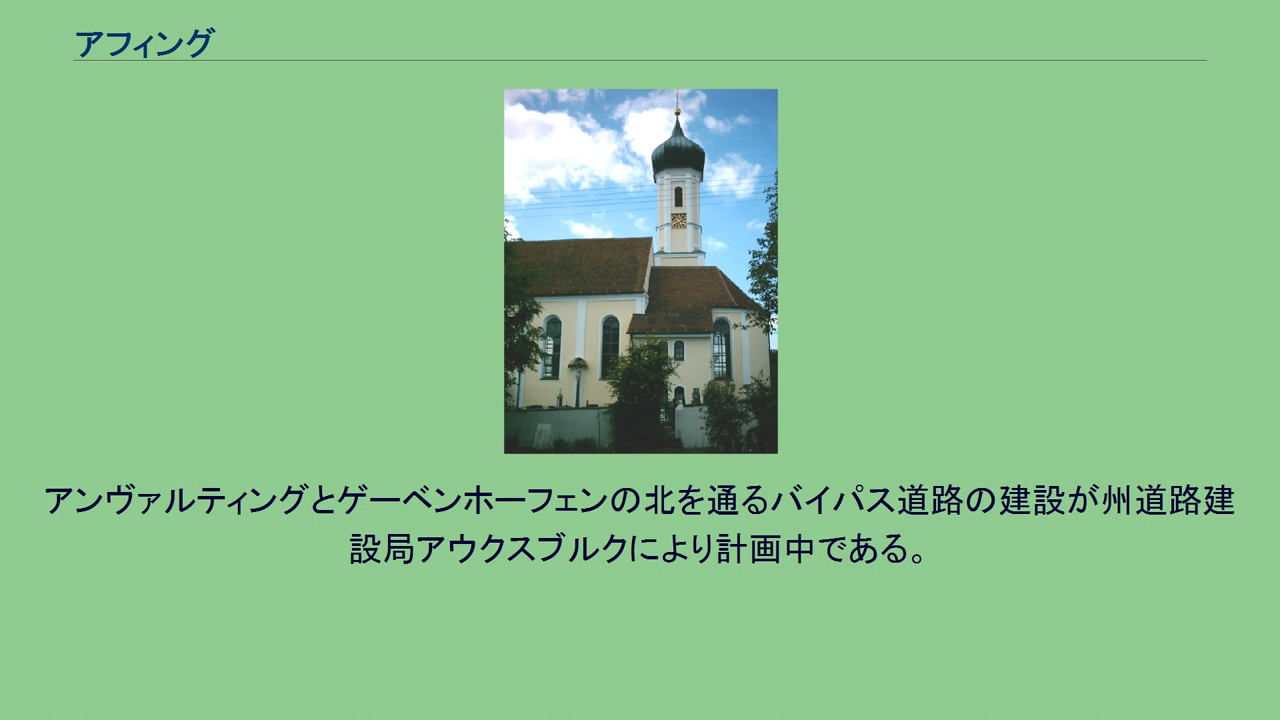 アフィング
アンヴァルティングとゲーベンホーフェンの北を通るバイパス道路の建設が州道路建
設局アウクスブルクにより計画中である。